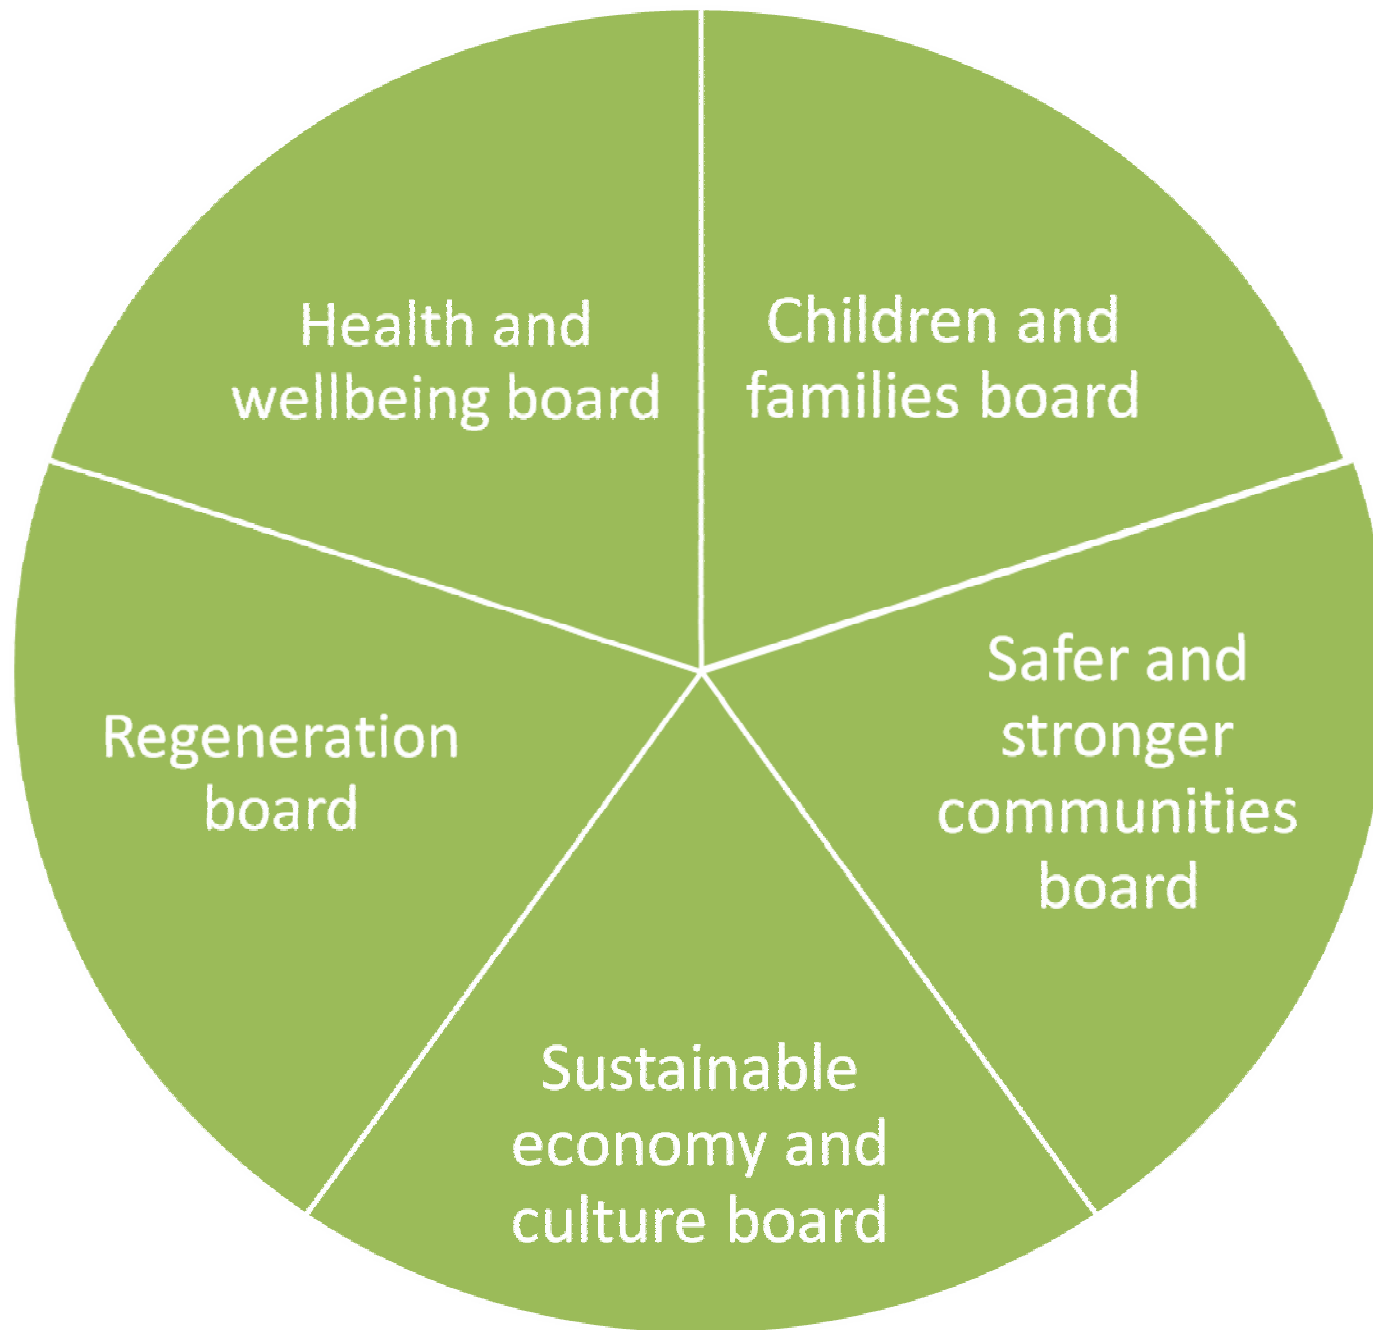 Health and
wellbeing board
Children and
families board
Safer and
stronger
communities
board
Sustainable
economy and
culture board
Regeneration
board